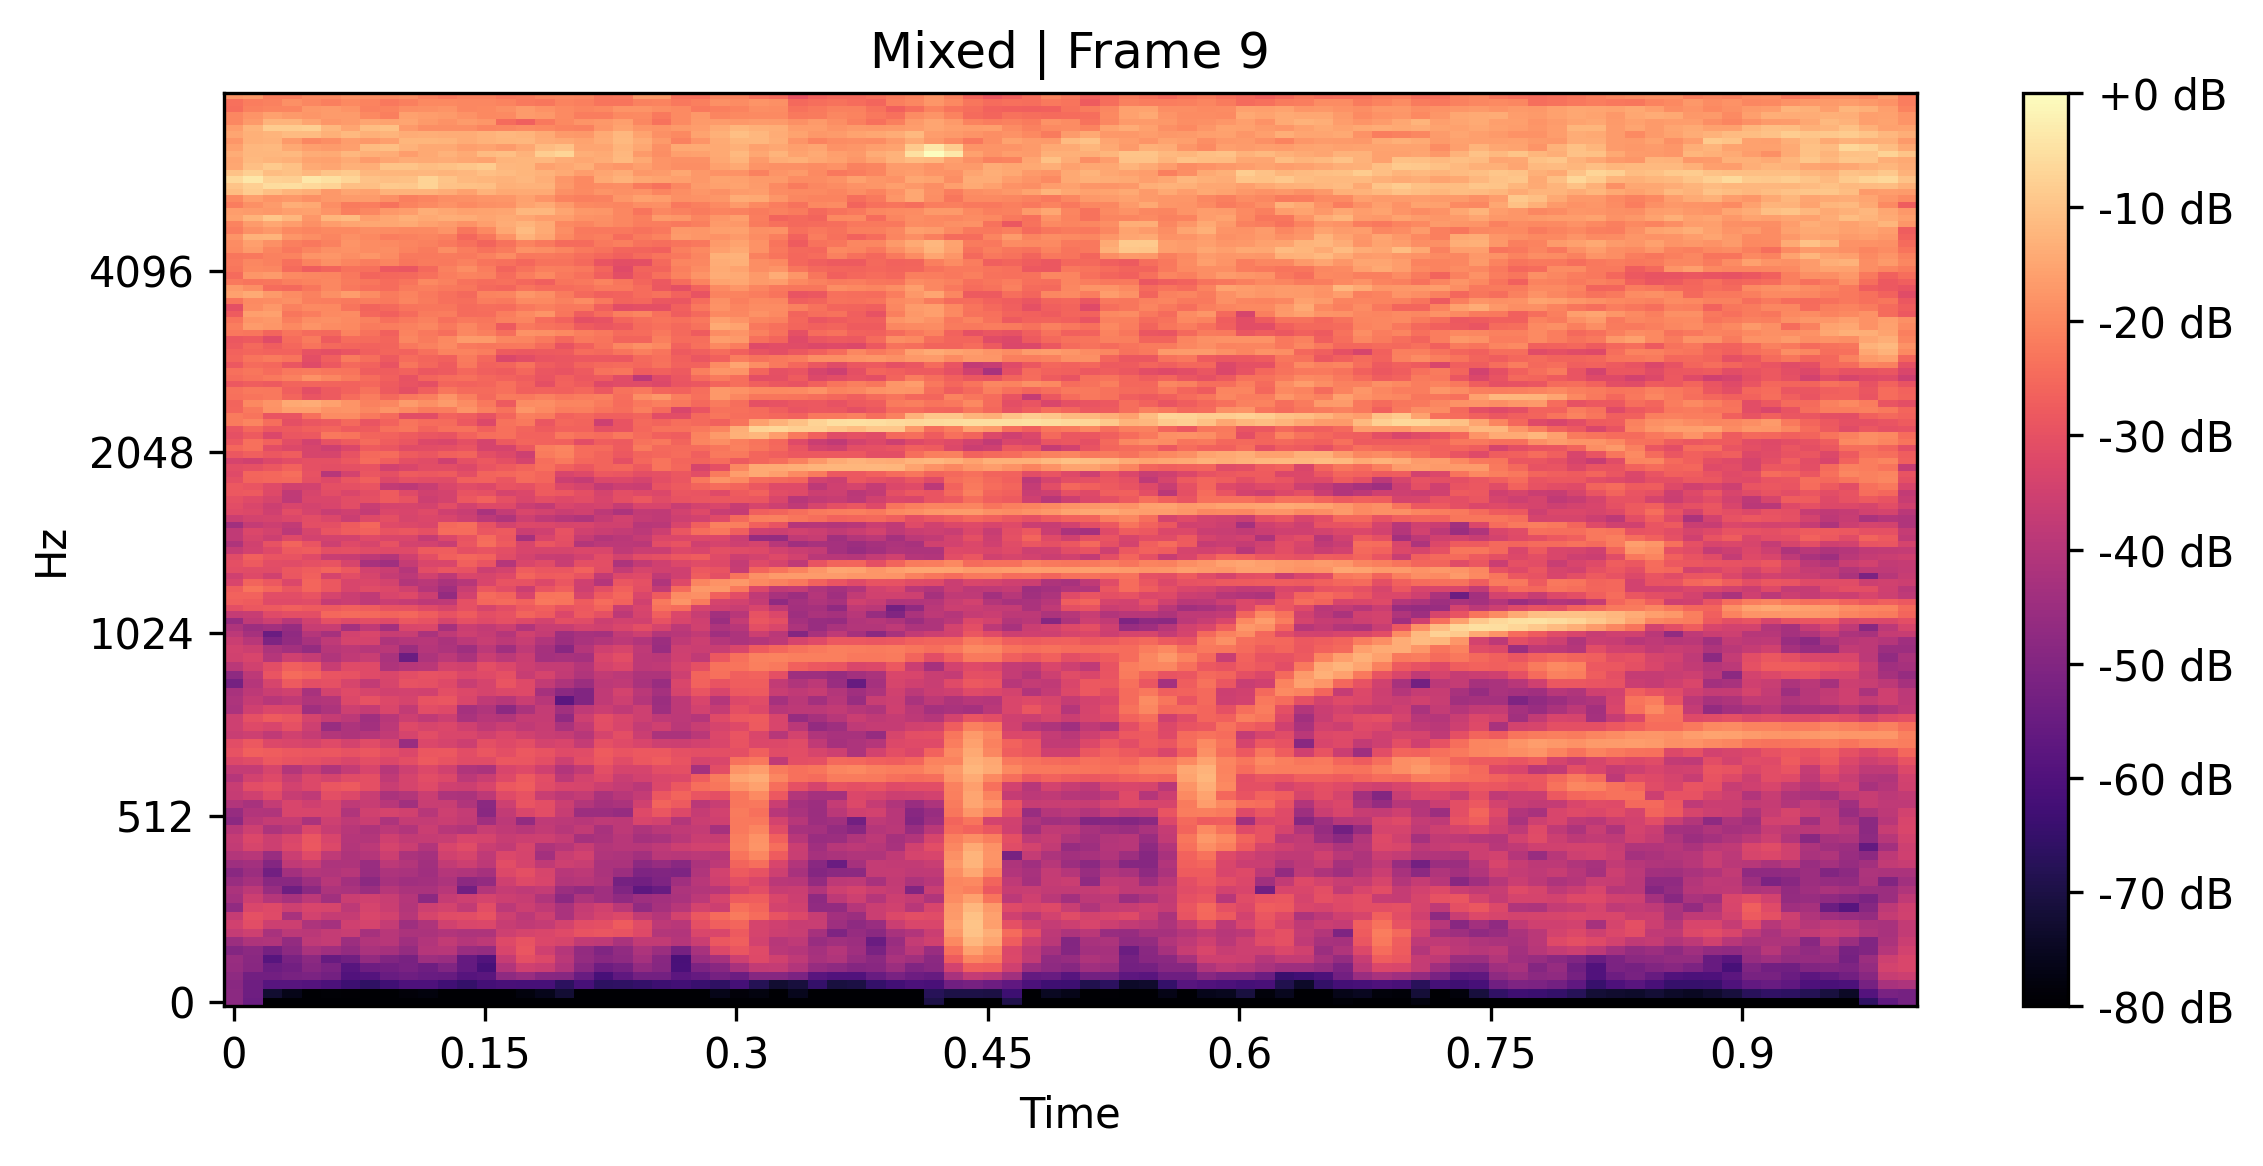 Mixed | Frame 9
Hz
4096
2048
1024
512
0
0 0.15 0.3 0.45 0.6 0.75 0.9
Time
+0 dB
-10 dB
-20 dB
-30 dB
-40 dB
-50 dB
-60 dB
-70 dB
-80 dB